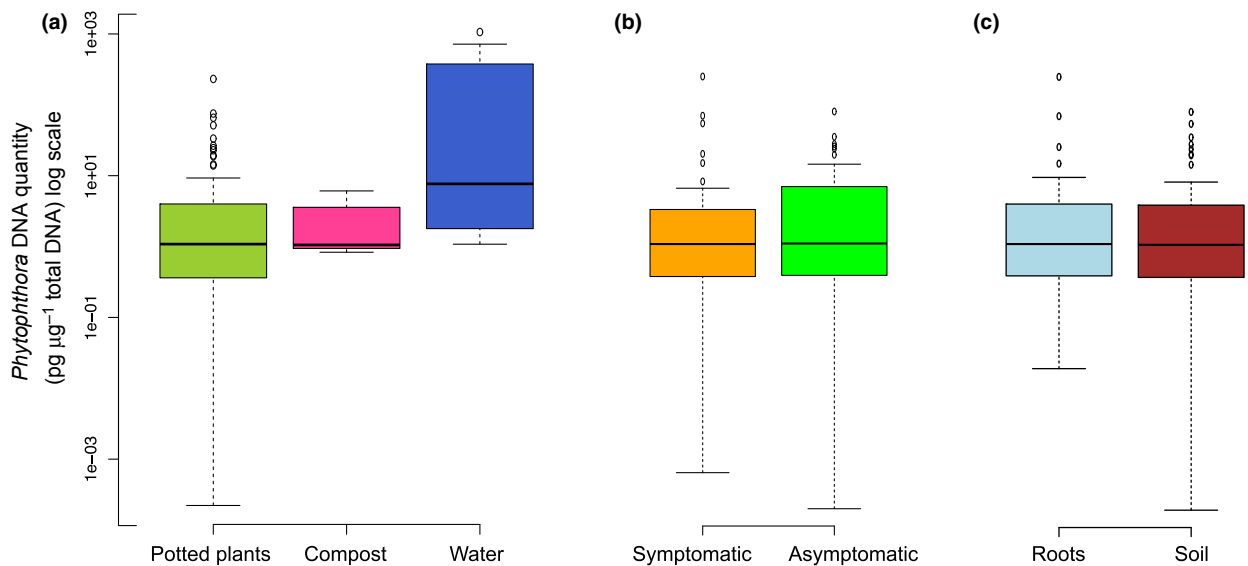 (a)
(b)
(c)
Phytophthora DNA quantity
(pg µg⁻¹ total DNA) log scale
1e+03
1e+01
1e−01
1e−03
Potted plants
Compost
Water
Symptomatic
Asymptomatic
Roots
Soil